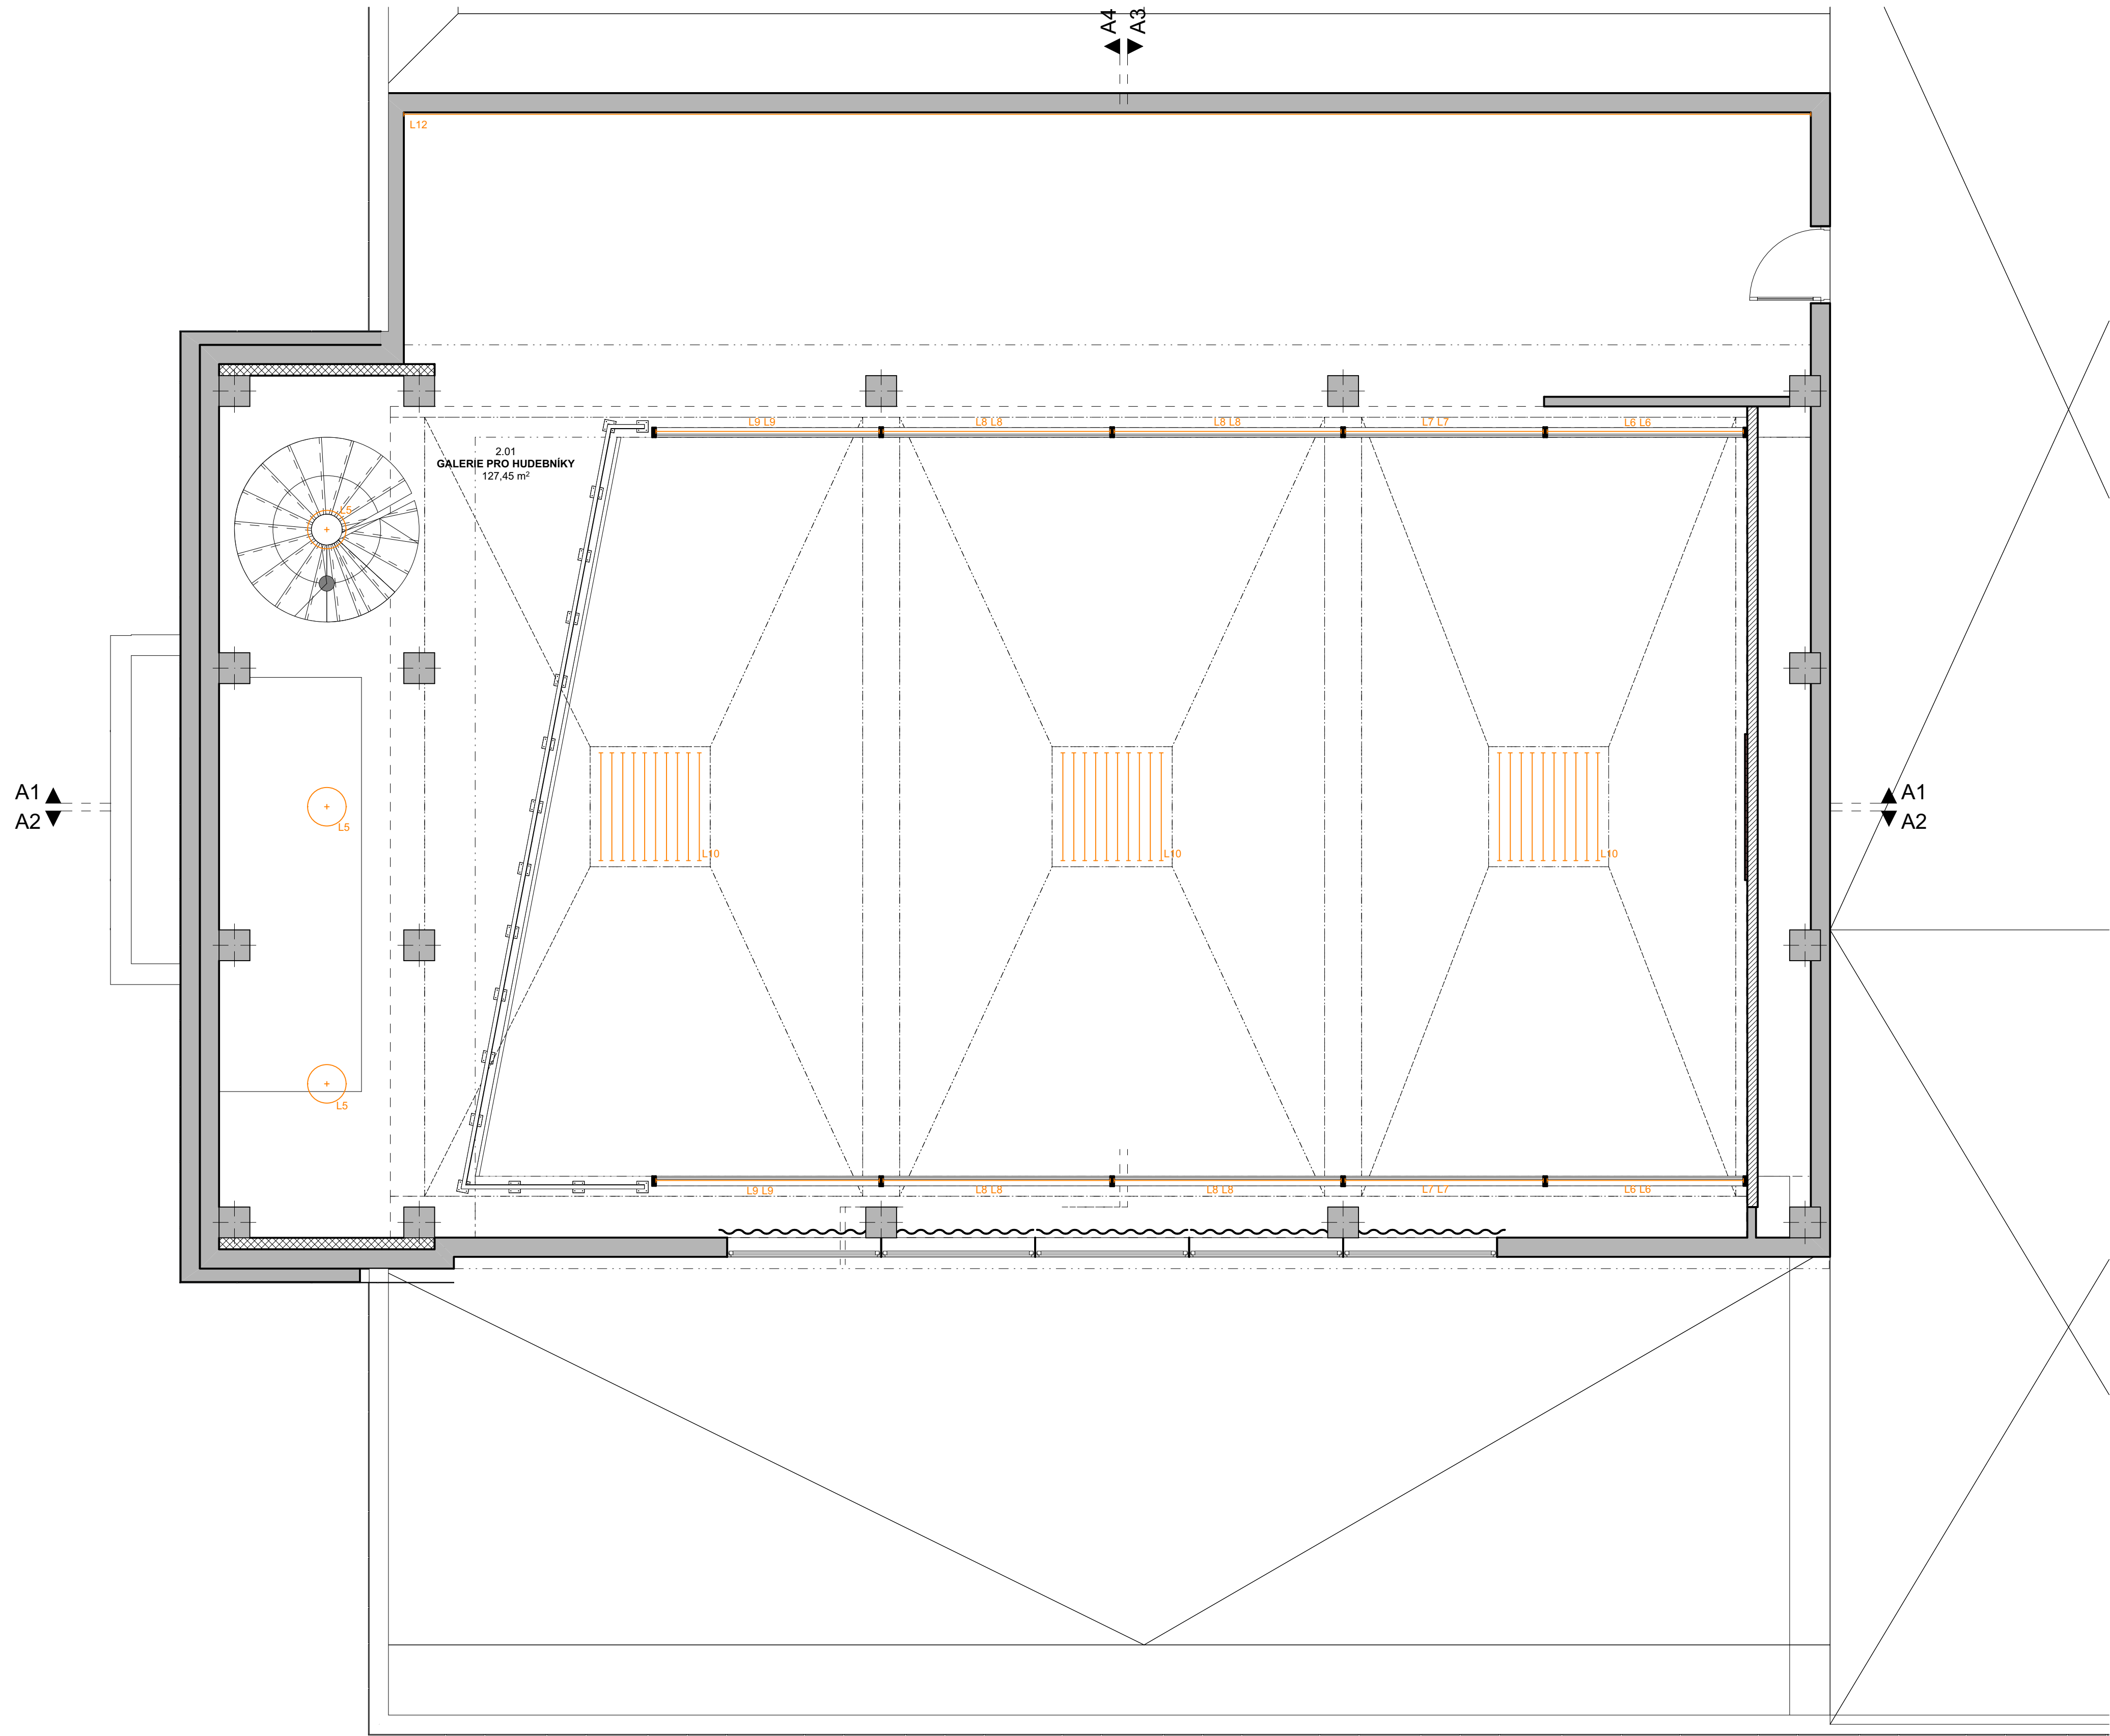 A4
A3
L12
L9 L9
L8 L8
L8 L8
L7 L7
L6 L6
2.01
GALERIE PRO HUDEBNÍKY
127,45 m²
L5
A1
A2
L5
L10
L10
L10
A1
A2
L5
L9 L9
L8 L8
L8 L8
L7 L7
L6 L6